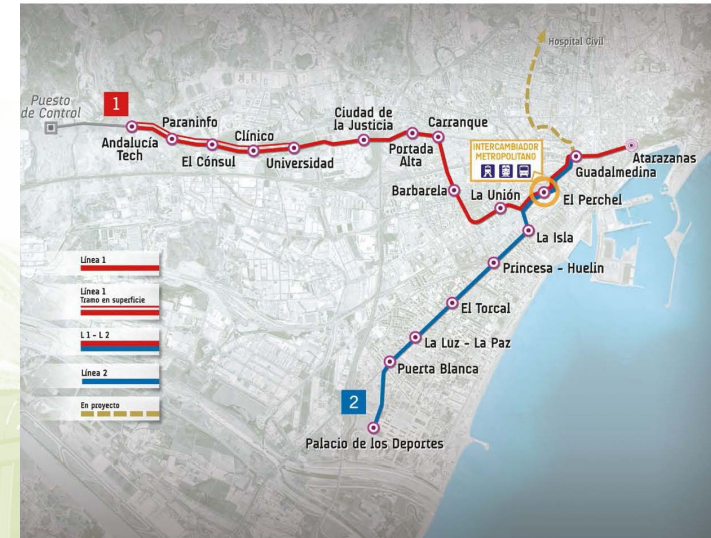 Hospital Civil
Puesto
de Control
1
Andalucía
Tech
Paraninfo
El Cónsul
Clínico
Universidad
Ciudad de
la Justicia
Portada
Alta
Carranque
Barbarela
La Unión
INTERCAMBIADOR
METROPOLITANO
El Perchel
Guadalmedina
Atarazanas
La Isla
Princesa - Huelin
El Torcal
La Luz - La Paz
Puerta Blanca
2
Palacio de los Deportes
Línea 1
Línea 1
Tramo en superficie
L 1 - L 2
Línea 2
En proyecto